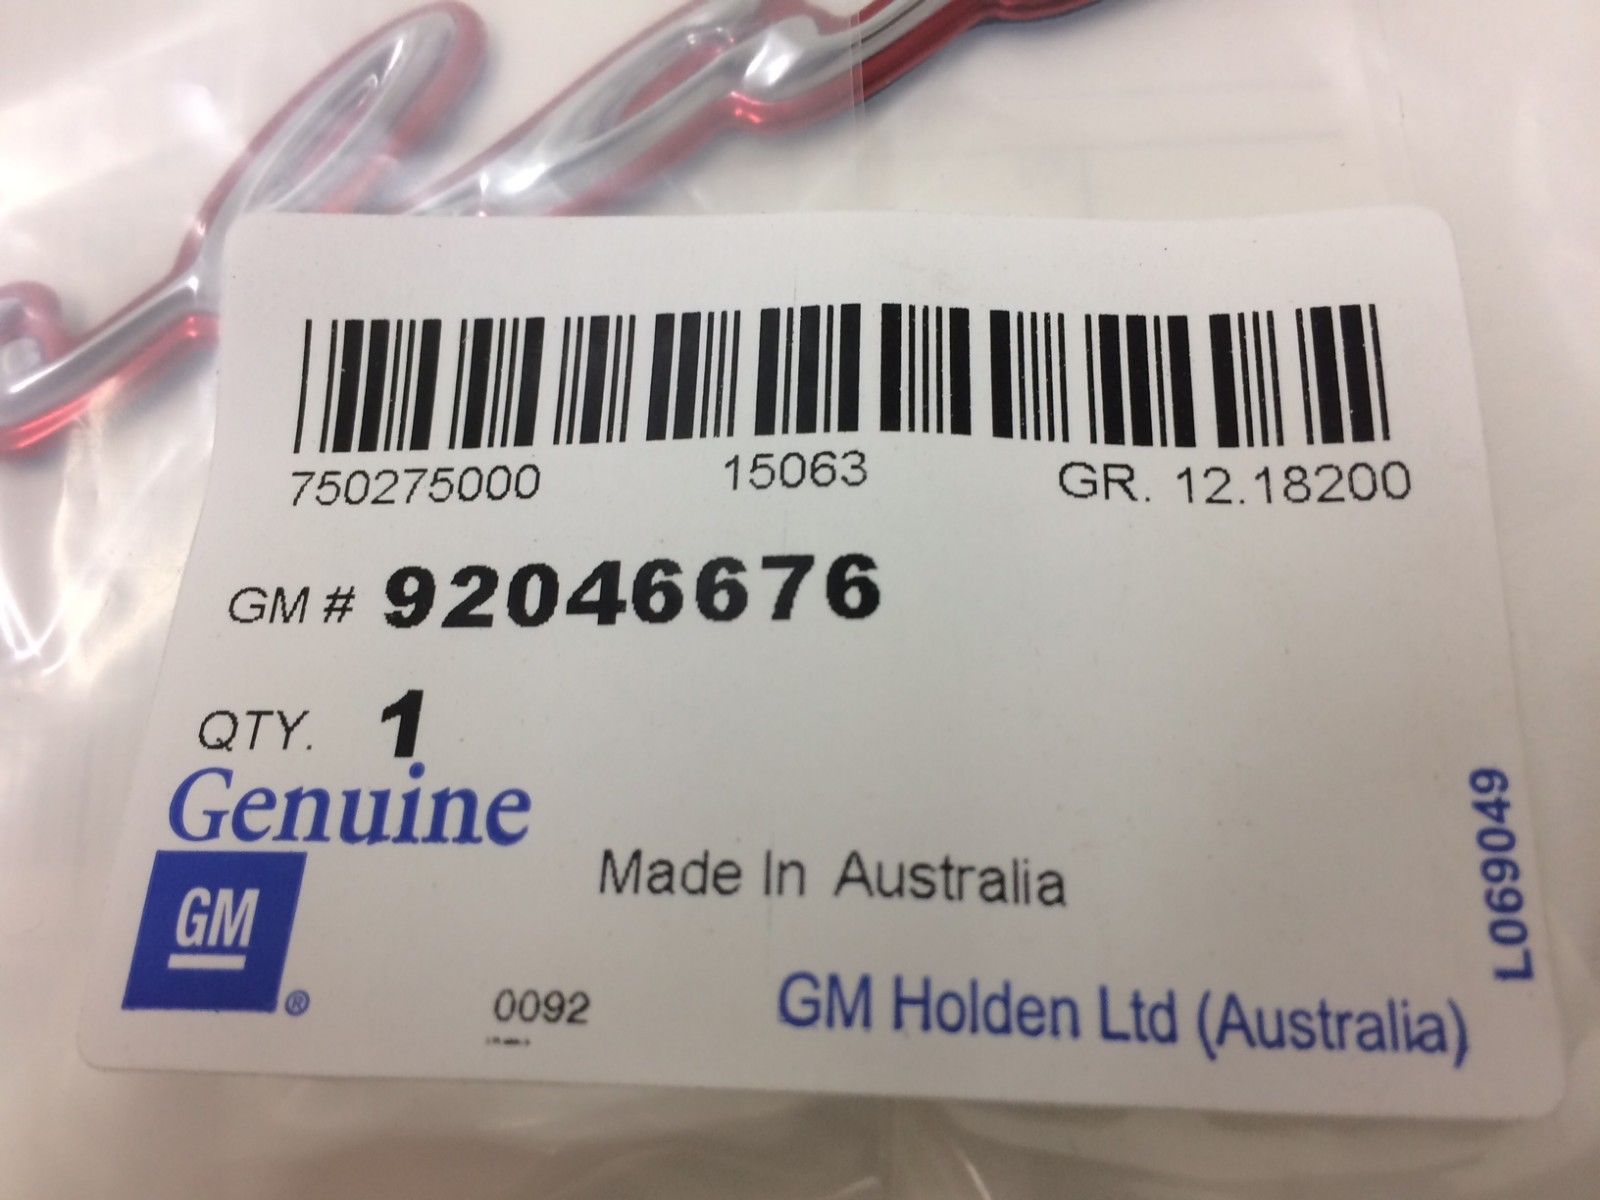 750275000 15063 GR. 12.18200
GM # 92046676
QTY. 1
Genuine
GM ®
Made In Australia
0092
GM Holden Ltd (Australia)
L069049